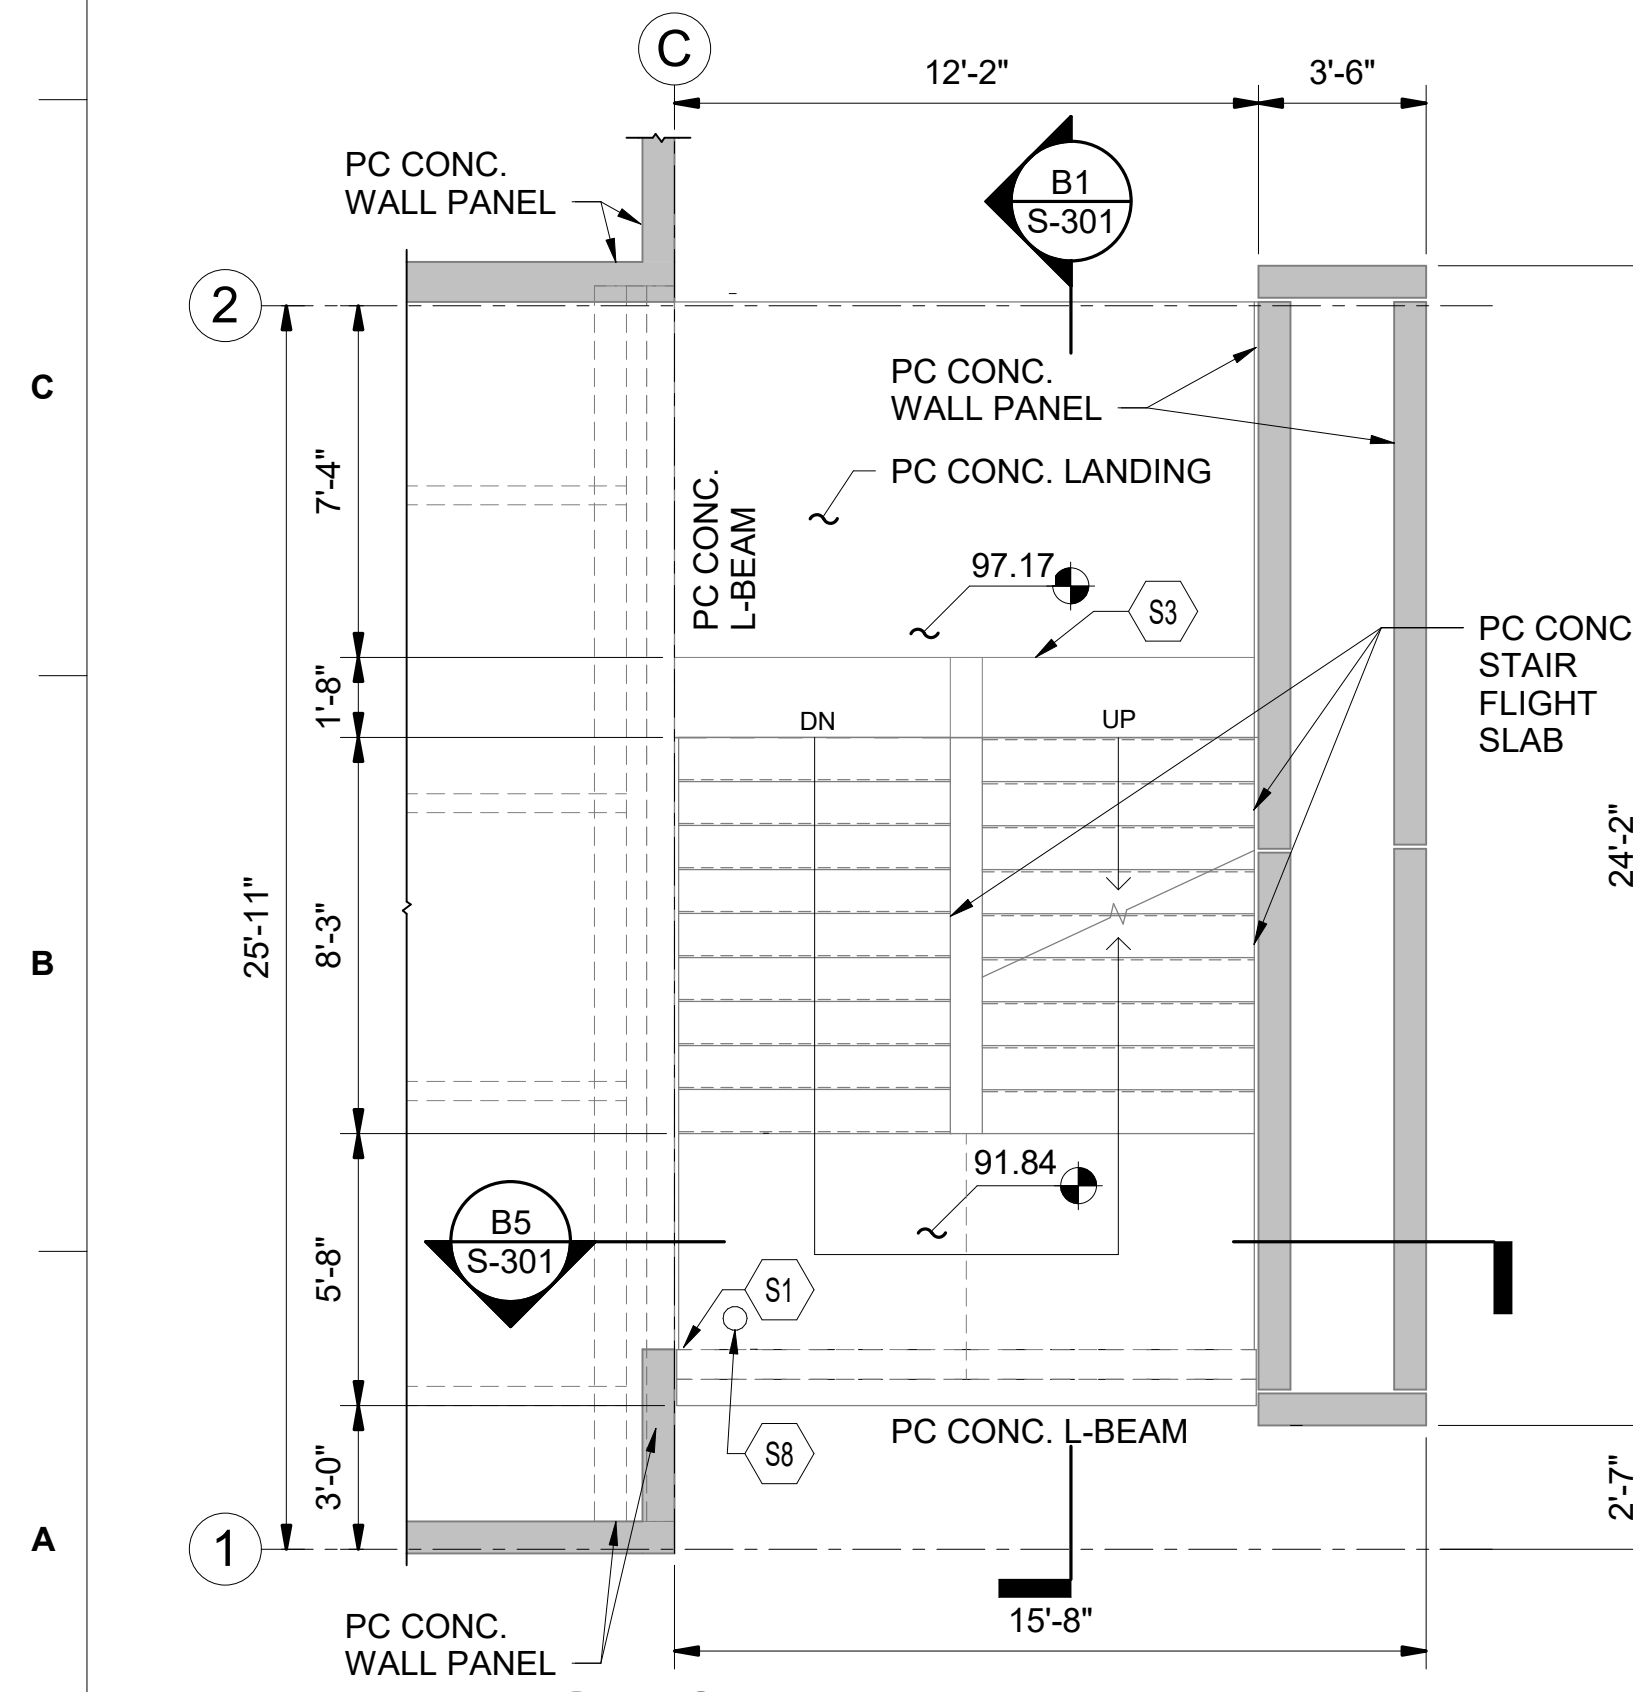 C
12'-2"
3'-6"
PC CONC.
WALL PANEL
B1
S-301
2
C
PC CONC.
WALL PANEL
PC CONC. LANDING
7'-4"
PC CONC.
L-BEAM
97.17
S3
PC CONC
STAIR
FLIGHT
SLAB
1'-8"
DN
UP
24'-2"
25'-11"
8'-3"
B
91.84
B5
S-301
5'-8"
S1
PC CONC. L-BEAM
S8
3'-0"
2'-7"
A
1
15'-8"
PC CONC.
WALL PANEL